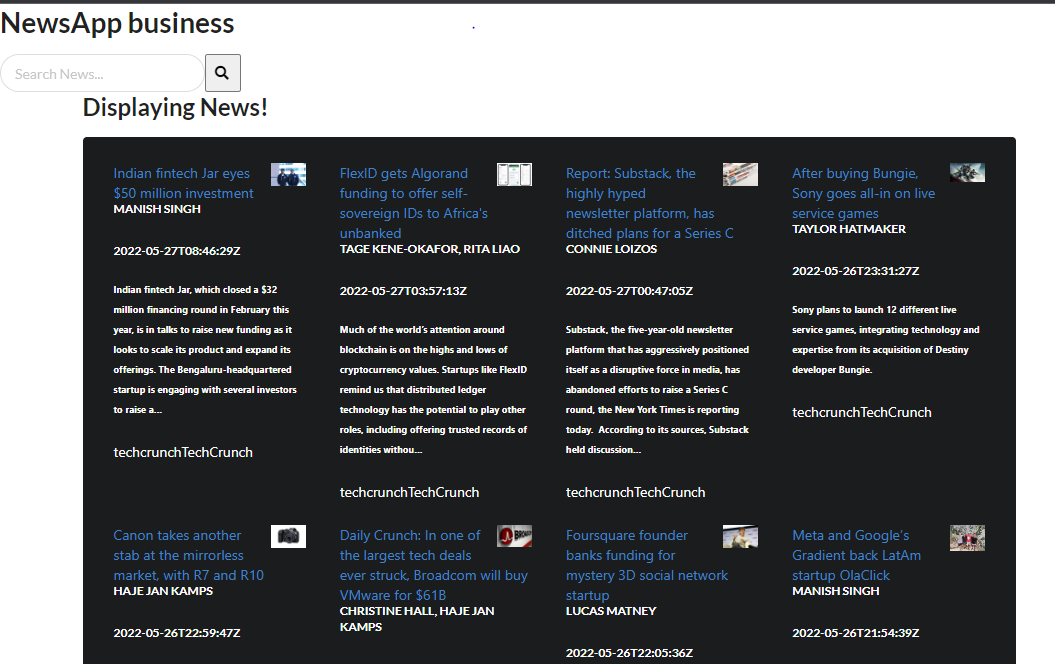 NewsApp business
Search News...
Displaying News!
Indian fintech Jar eyes
$50 million investment
MANISH SINGH
2022-05-27T08:46:29Z
Indian fintech Jar, which closed a $32
million financing round in February this
year, is in talks to raise new funding as it
looks to scale its product and expand its
offerings. The Bengaluru-headquartered
startup is engaging with several investors
to raise a...
techcrunchTechCrunch
FlexID gets Algorand
funding to offer self-
sovereign IDs to Africa's
unbanked
TAGE KENE-OKAFOR, RITA LIAO
2022-05-27T03:57:13Z
Much of the world's attention around
blockchain is on the highs and lows of
cryptocurrency values. Startups like FlexID
remind us that distributed ledger
technology has the potential to play other
roles, including offering trusted records of
identities withou...
techcrunchTechCrunch
Report: Substack, the
highly hyped
newsletter platform, has
ditched plans for a Series C
CONNIE LOIZOS
2022-05-27T00:47:05Z
Substack, the five-year-old newsletter
platform that has aggressively positioned
itself as a disruptive force in media, has
abandoned efforts to raise a Series C
round, the New York Times is reporting
today. According to its sources, Substack
held discussion...
techcrunchTechCrunch
After buying Bungie,
Sony goes all-in on live
service games
TAYLOR HATMAKER
2022-05-26T23:31:27Z
Sony plans to launch 12 different live
service games, integrating technology and
expertise from its acquisition of Destiny
developer Bungie.
techcrunchTechCrunch
Canon takes another
stab at the mirrorless
market, with R7 and R10
HAJE JAN KAMPS
2022-05-26T22:59:47Z
Daily Crunch: In one of
the largest tech deals
ever struck, Broadcom will buy
VMware for $61B
CHRISTINE HALL, HAJE JAN
KAMPS
Foursquare founder
banks funding for
mystery 3D social network
startup
LUCAS MATNEY
2022-05-26T22:05:36Z
Meta and Google's
Gradient back LatAm
startup OlaClick
MANISH SINGH
2022-05-26T21:54:39Z